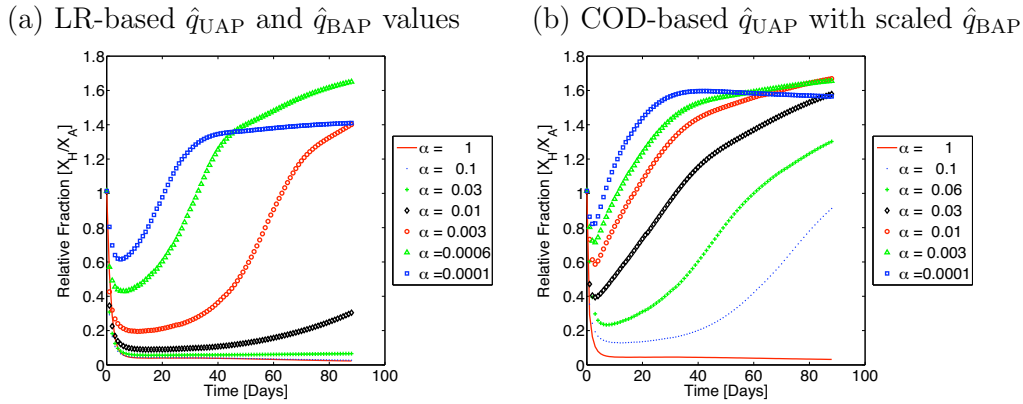 (a) LR-based q̂UAP and q̂BAP values
1.8
1.6
1.4
1.2
1
0.8
0.6
0.4
0.2
0
Relative Fraction [XH/XA]
0 20 40 60 80 100
Time [Days]
α = 1
α = 0.1
α = 0.03
α = 0.01
α = 0.003
α =0.0006
α =0.0001
(b) COD-based q̂UAP with scaled q̂BAP
1.8
1.6
1.4
1.2
1
0.8
0.6
0.4
0.2
0
Relative Fraction [XH/XA]
0 20 40 60 80 100
Time [Days]
α = 1
α = 0.1
α = 0.06
α = 0.03
α = 0.01
α = 0.003
α =0.0001